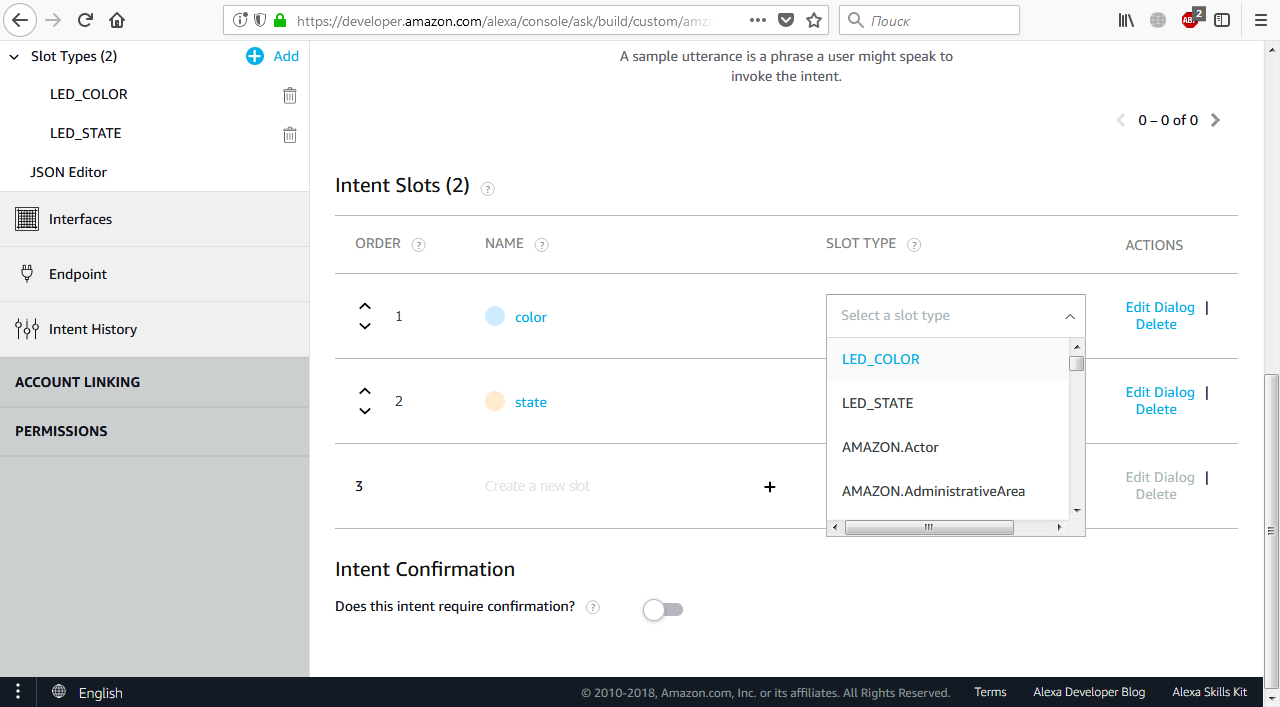 https://developer.amazon.com/alexa/console/ask/build/custom/amz
Поиск
ABP
2
Slot Types (2)
Add
LED_COLOR
LED_STATE
JSON Editor
Interfaces
Endpoint
Intent History
ACCOUNT LINKING
PERMISSIONS
A sample utterance is a phrase a user might speak to
invoke the intent.
0 – 0 of 0
Intent Slots (2) ?
ORDER ? NAME ? SLOT TYPE ? ACTIONS
1 color Select a slot type Edit Dialog |
Delete
LED_COLOR
2 state Edit Dialog |
Delete
LED_STATE
AMAZON.Actor
3 Create a new slot + Edit Dialog |
Delete
AMAZON.AdministrativeArea
Intent Confirmation
Does this intent require confirmation? ?
English
© 2010-2018, Amazon.com, Inc. or its affiliates. All Rights Reserved. Terms Alexa Developer Blog Alexa Skills Kit